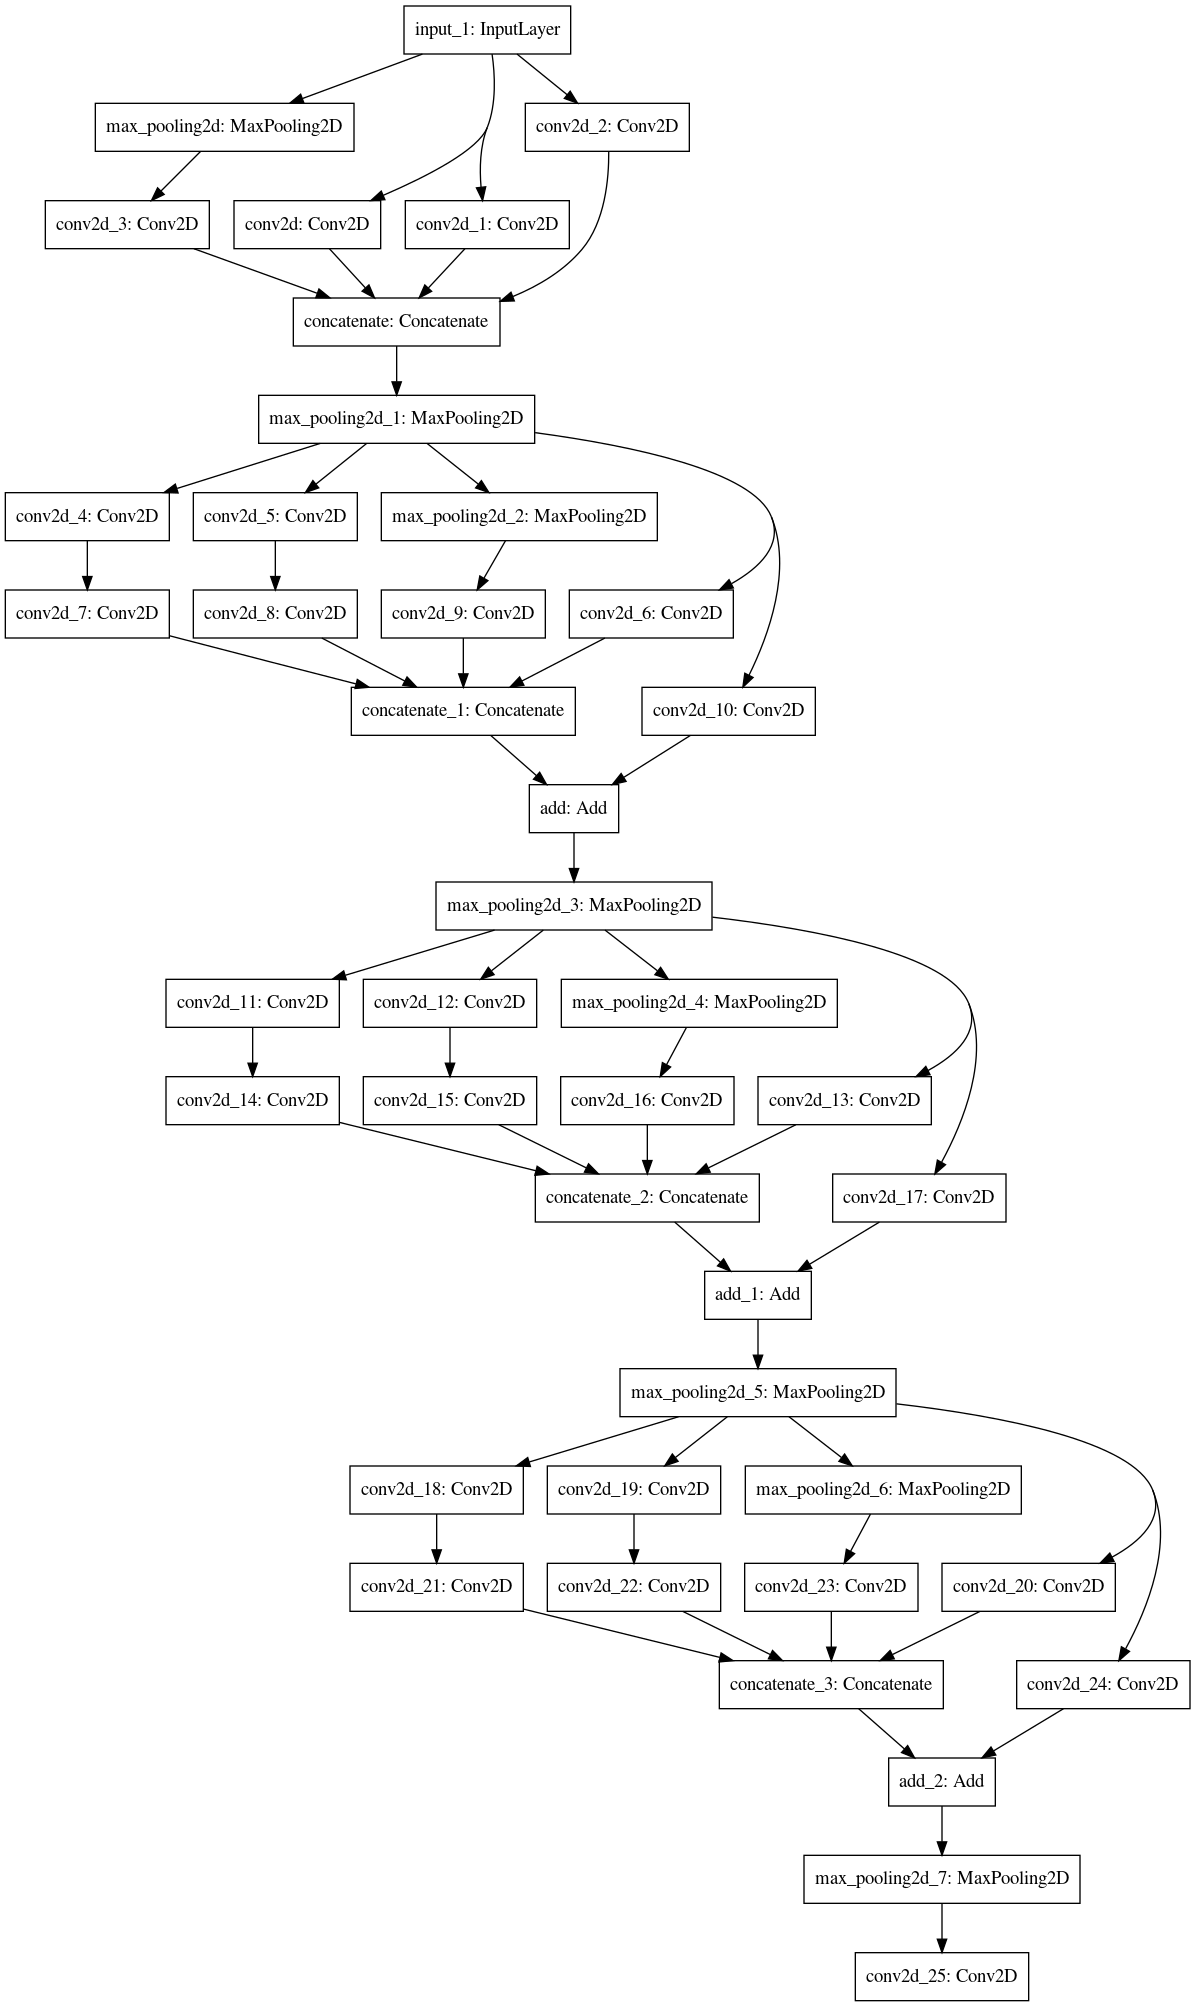 input_1: InputLayer
max_pooling2d: MaxPooling2D
conv2d_2: Conv2D
conv2d_3: Conv2D
conv2d: Conv2D
conv2d_1: Conv2D
concatenate: Concatenate
max_pooling2d_1: MaxPooling2D
conv2d_4: Conv2D
conv2d_5: Conv2D
max_pooling2d_2: MaxPooling2D
conv2d_7: Conv2D
conv2d_8: Conv2D
conv2d_9: Conv2D
conv2d_6: Conv2D
concatenate_1: Concatenate
conv2d_10: Conv2D
add: Add
max_pooling2d_3: MaxPooling2D
conv2d_11: Conv2D
conv2d_12: Conv2D
max_pooling2d_4: MaxPooling2D
conv2d_14: Conv2D
conv2d_15: Conv2D
conv2d_16: Conv2D
conv2d_13: Conv2D
concatenate_2: Concatenate
conv2d_17: Conv2D
add_1: Add
max_pooling2d_5: MaxPooling2D
conv2d_18: Conv2D
conv2d_19: Conv2D
max_pooling2d_6: MaxPooling2D
conv2d_21: Conv2D
conv2d_22: Conv2D
conv2d_23: Conv2D
conv2d_20: Conv2D
concatenate_3: Concatenate
conv2d_24: Conv2D
add_2: Add
max_pooling2d_7: MaxPooling2D
conv2d_25: Conv2D